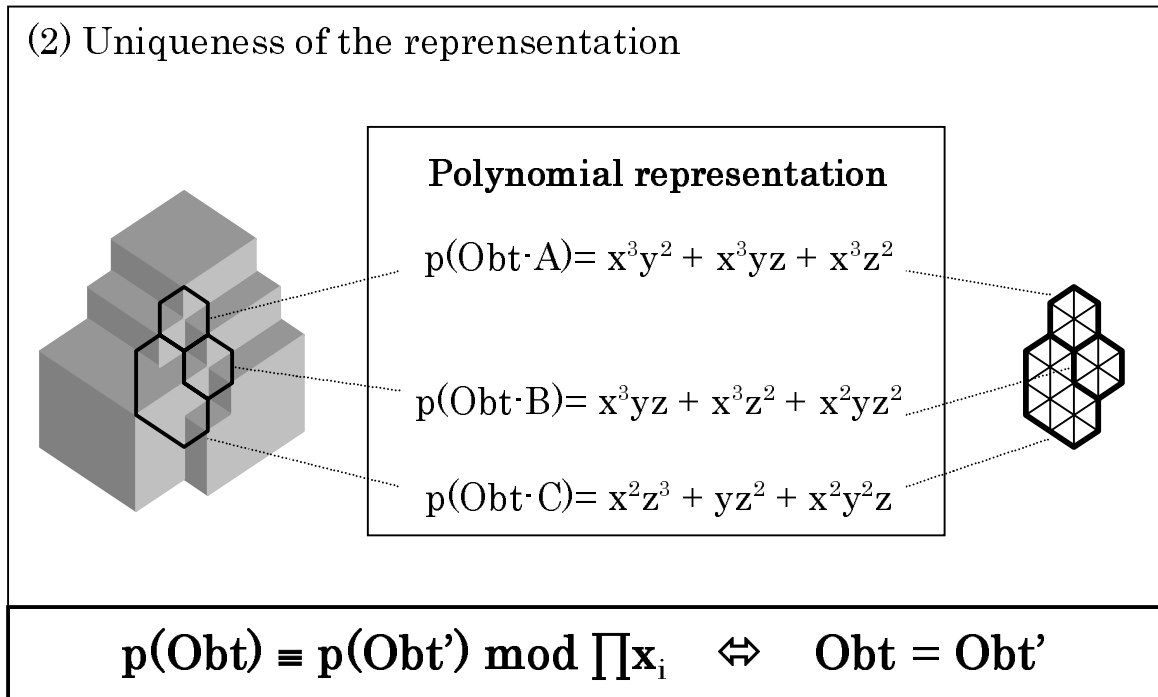 (2) Uniqueness of the reprensentation
Polynomial representation
p(Obt·A)= x³y² + x³yz + x³z²
p(Obt·B)= x³yz + x³z² + x²yz²
p(Obt·C)= x²z³ + yz² + x²y²z
p(Obt) ≡ p(Obt') mod ∏xᵢ ⇔ Obt = Obt'